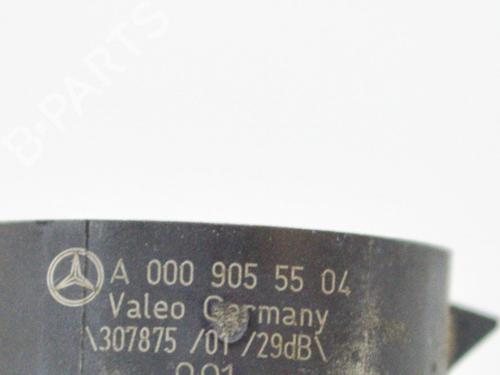 B-PARTS
A 000 905 55 04
Valeo Germany
\307875 /01 /29dB\